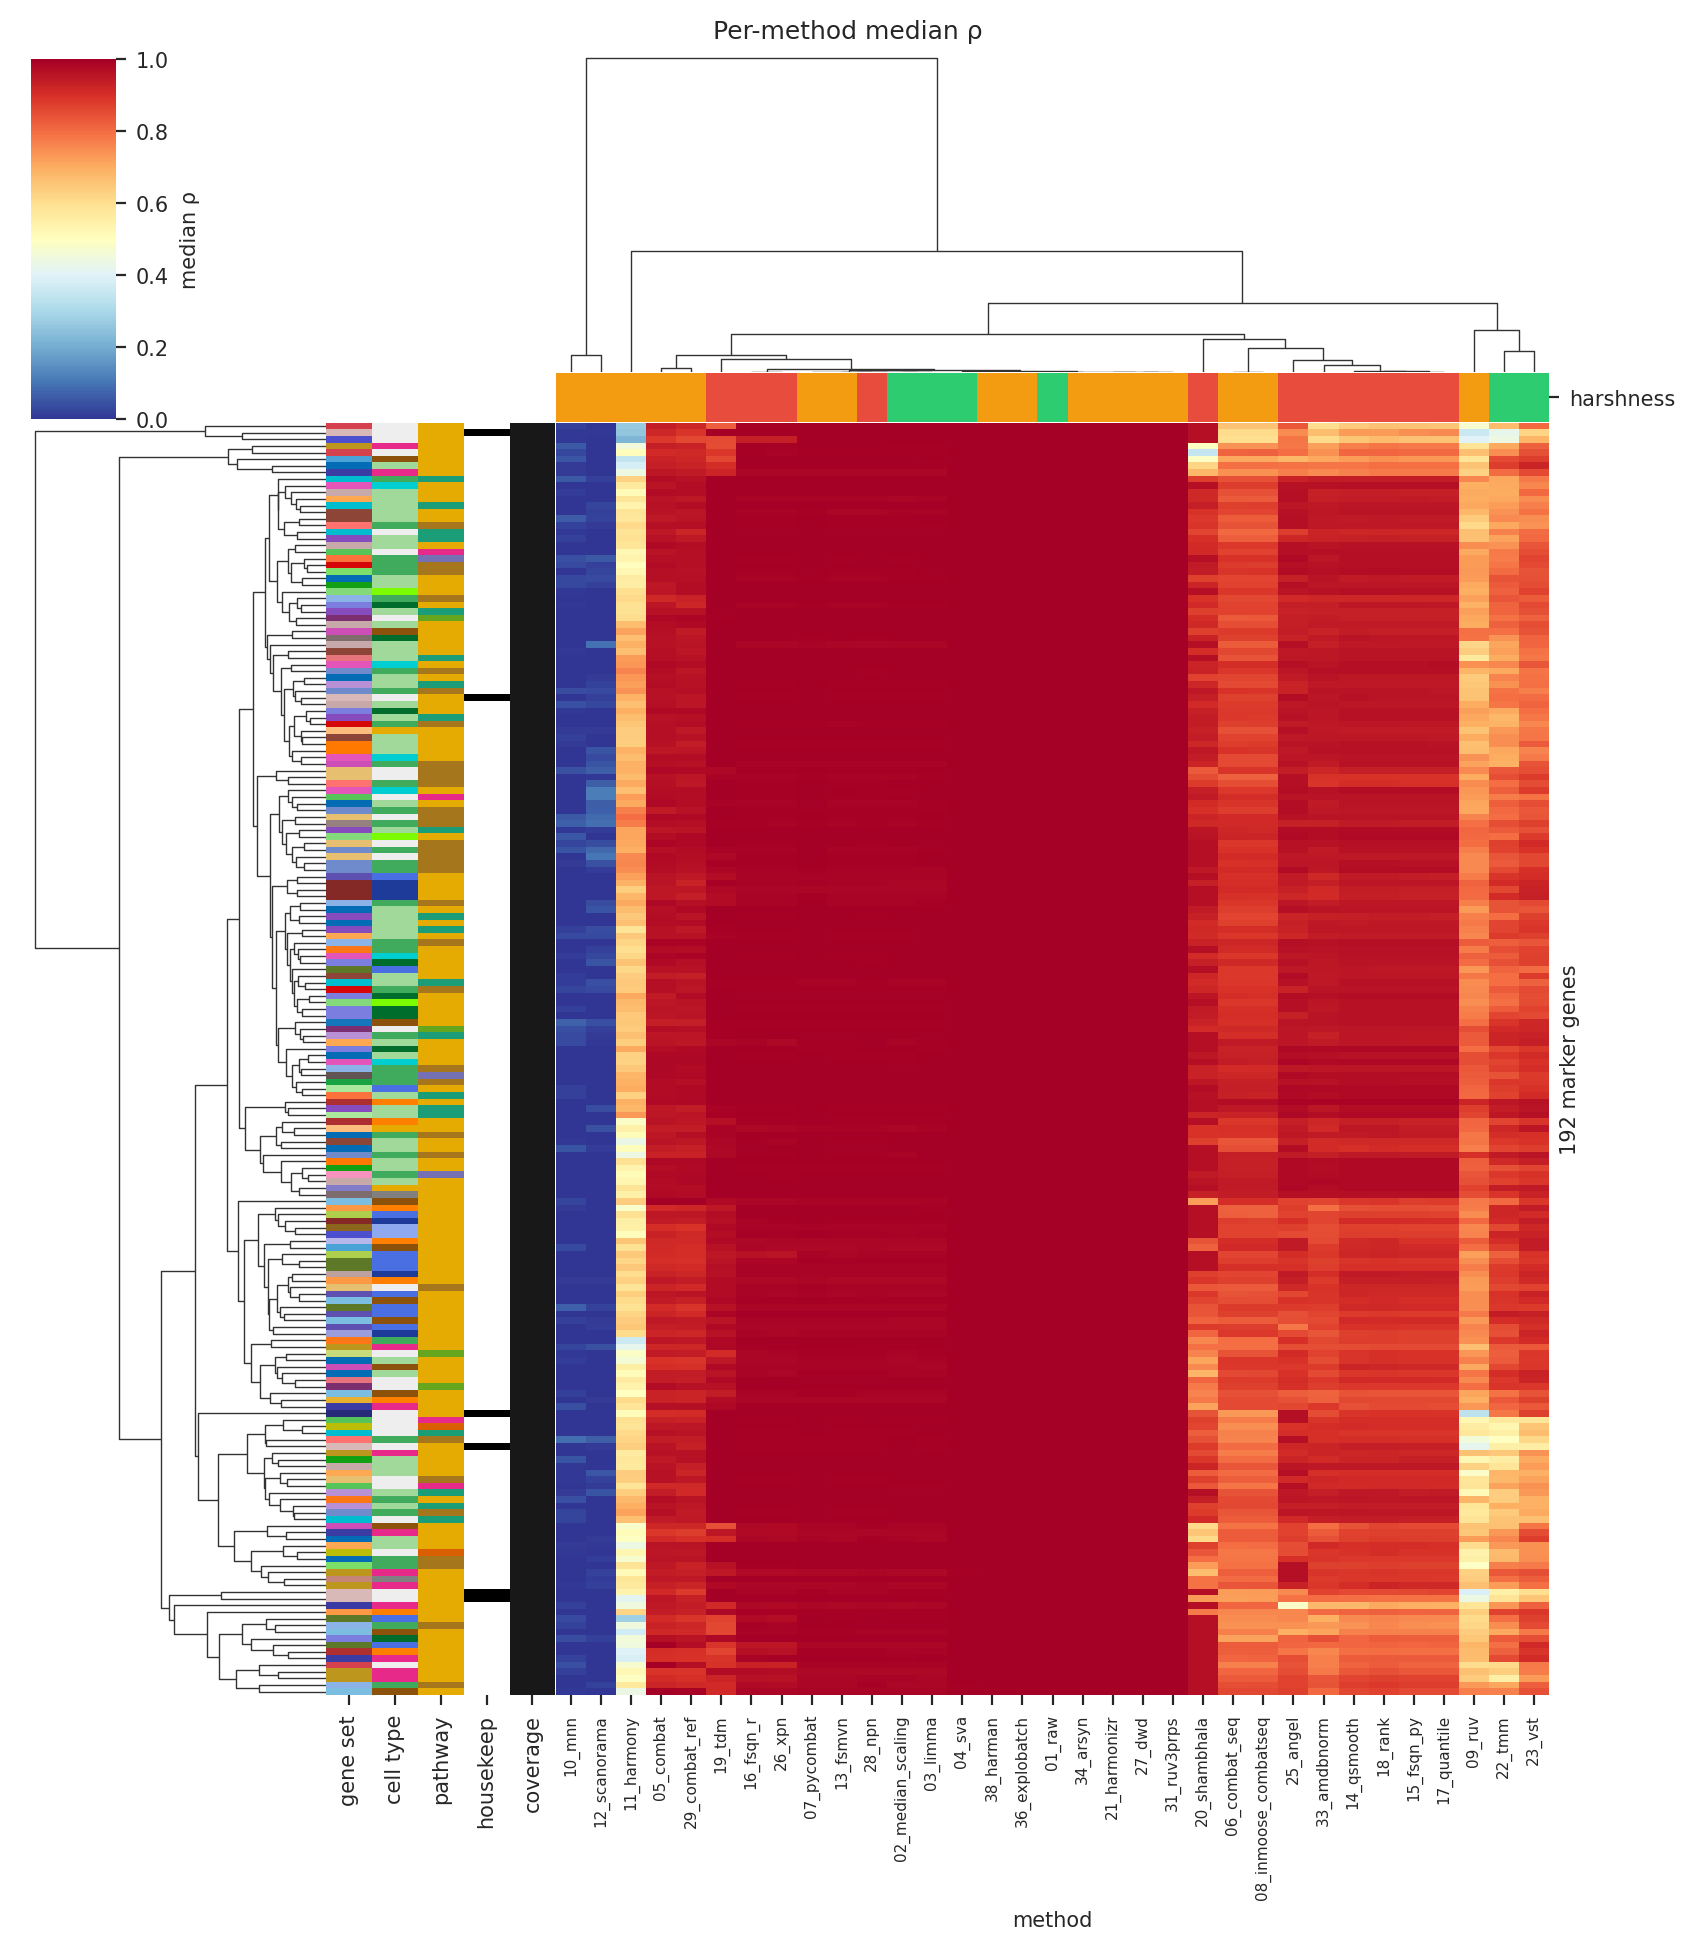 Per-method median ρ
1.0
0.8
0.6
0.4
0.2
0.0
median ρ
harshness
192 marker genes
gene set
cell type
pathway
housekeep
coverage
10_mnn
12_scanorama
11_harmony
05_combat
29_combat_ref
19_tdm
16_fsqn_r
26_xpn
07_pycombat
13_fsmvn
28_npn
02_median_scaling
03_limma
04_sva
38_harman
36_explobatch
01_raw
34_arsyn
21_harmonizr
27_dwd
31_ruv3prps
20_shambhala
06_combat_seq
08_inmoose_combatseq
25_angel
33_amdbnorm
14_qsmooth
18_rank
15_fsqn_py
17_quantile
09_ruv
22_tmm
23_vst
method